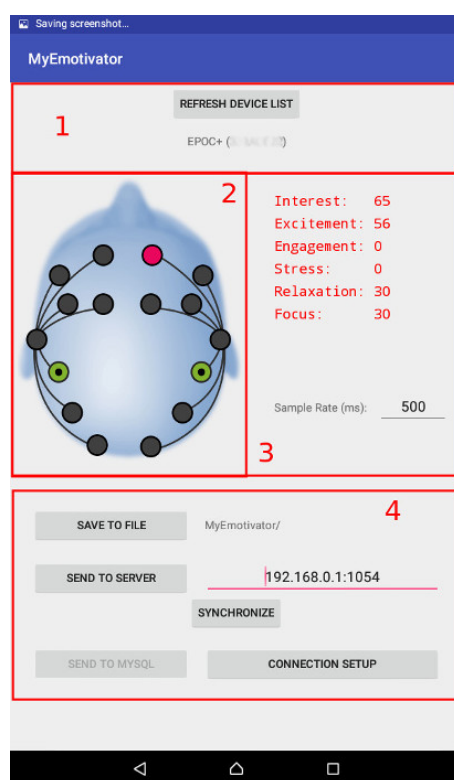 Saving screenshot...
MyEmotivator
1
REFRESH DEVICE LIST
EPOC+ ( )
2
Interest: 65
Excitement: 56
Engagement: 0
Stress: 0
Relaxation: 30
Focus: 30
Sample Rate (ms): 500
3
4
SAVE TO FILE MyEmotivator/
SEND TO SERVER 192.168.0.1:1054
SYNCHRONIZE
SEND TO MYSQL CONNECTION SETUP